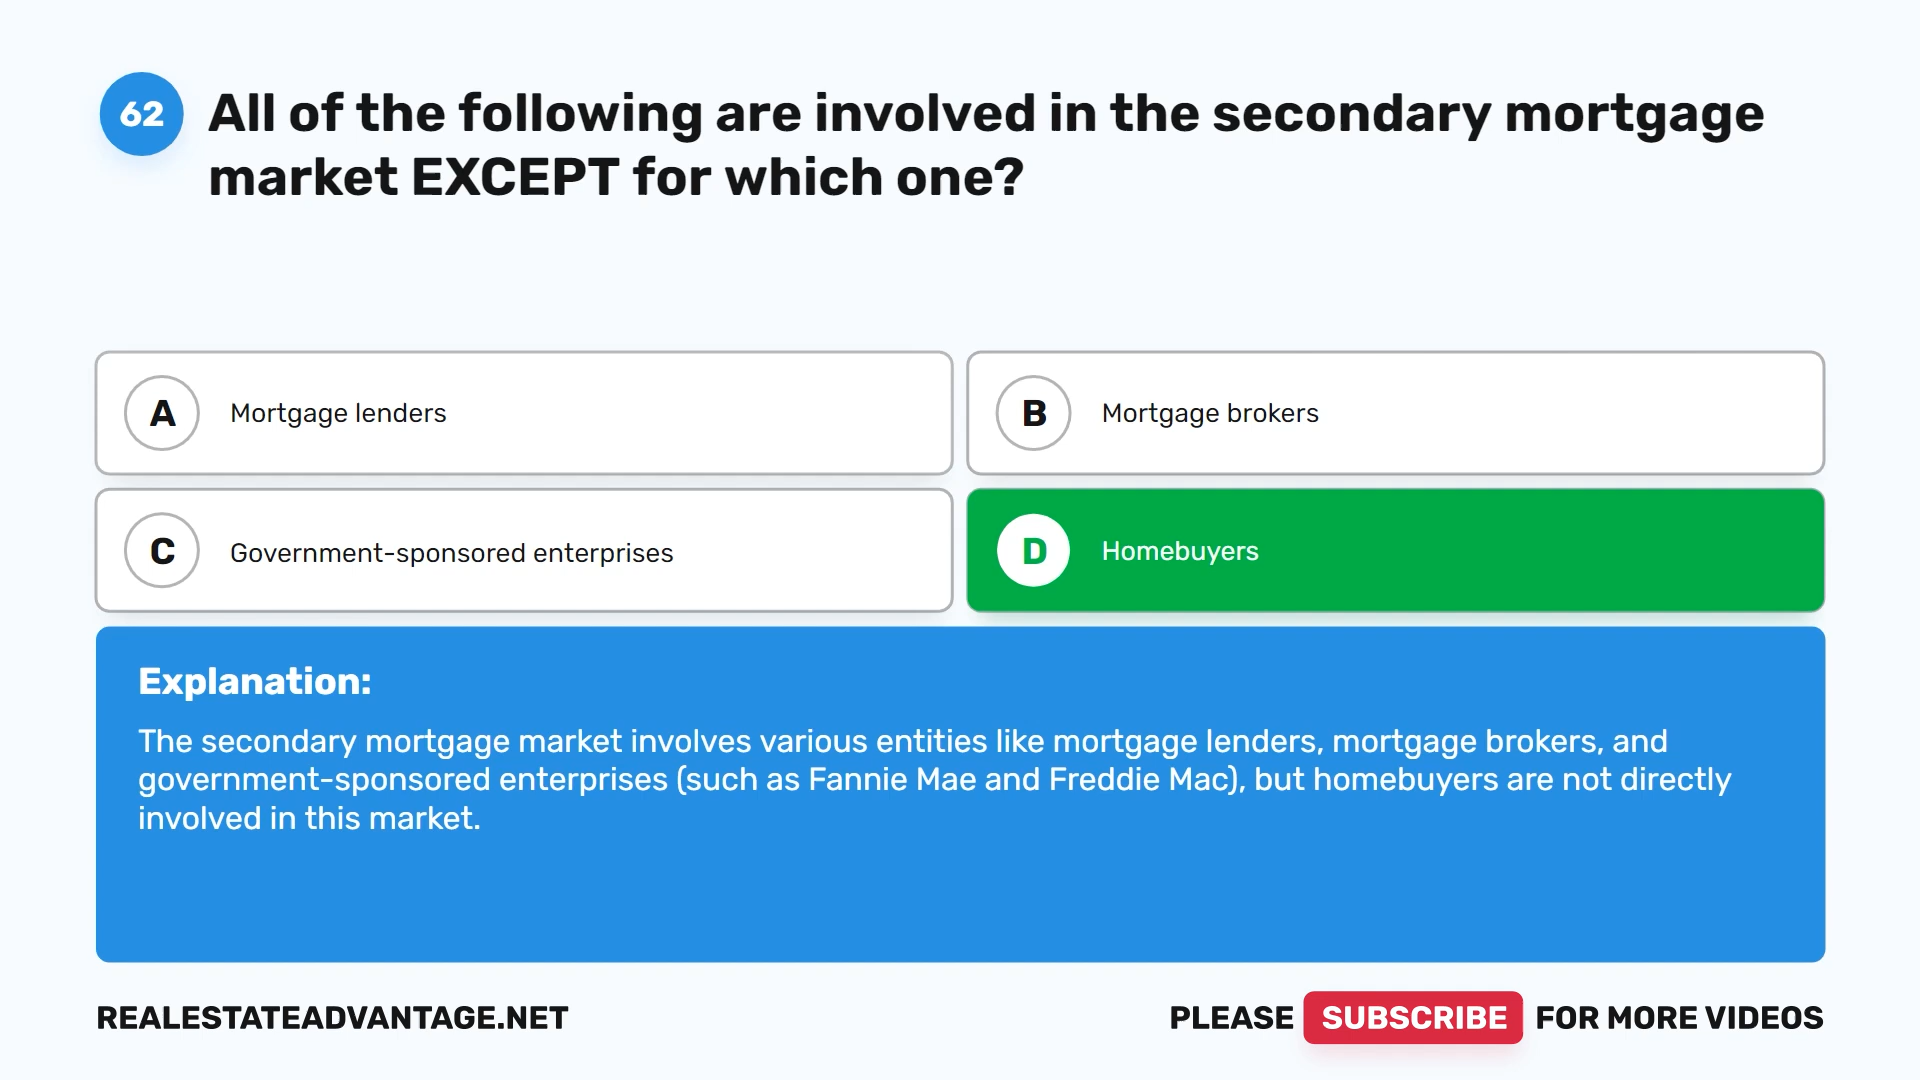 62
All of the following are involved in the secondary mortgage
market EXCEPT for which one?
A Mortgage lenders
B Mortgage brokers
C Government-sponsored enterprises
D Homebuyers
Explanation:
The secondary mortgage market involves various entities like mortgage lenders, mortgage brokers, and
government-sponsored enterprises (such as Fannie Mae and Freddie Mac), but homebuyers are not directly
involved in this market.
REALESTATEADVANTAGE.NET
PLEASE SUBSCRIBE FOR MORE VIDEOS